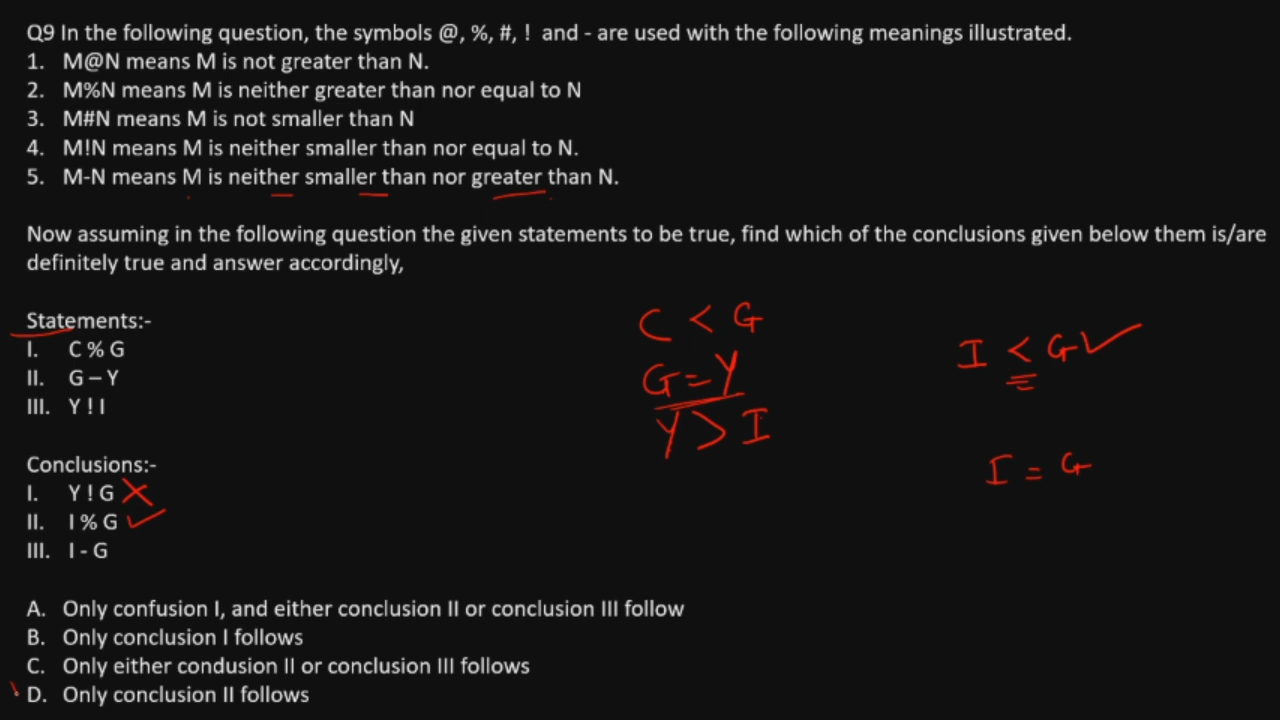 Q9 In the following question, the symbols @, %, #, ! and - are used with the following meanings illustrated.
1. M@N means M is not greater than N.
2. M%N means M is neither greater than nor equal to N
3. M#N means M is not smaller than N
4. M!N means M is neither smaller than nor equal to N.
5. M-N means M is neither smaller than nor greater than N.
Now assuming in the following question the given statements to be true, find which of the conclusions given below them is/are
definitely true and answer accordingly,
Statements:-
I. C % G
II. G – Y
III. Y ! I
C < G
G = Y
Y > I
I < G
I = G
Conclusions:-
I. Y ! G
II. I % G
III. I - G
A. Only confusion I, and either conclusion II or conclusion III follow
B. Only conclusion I follows
C. Only either condusion II or conclusion III follows
D. Only conclusion II follows